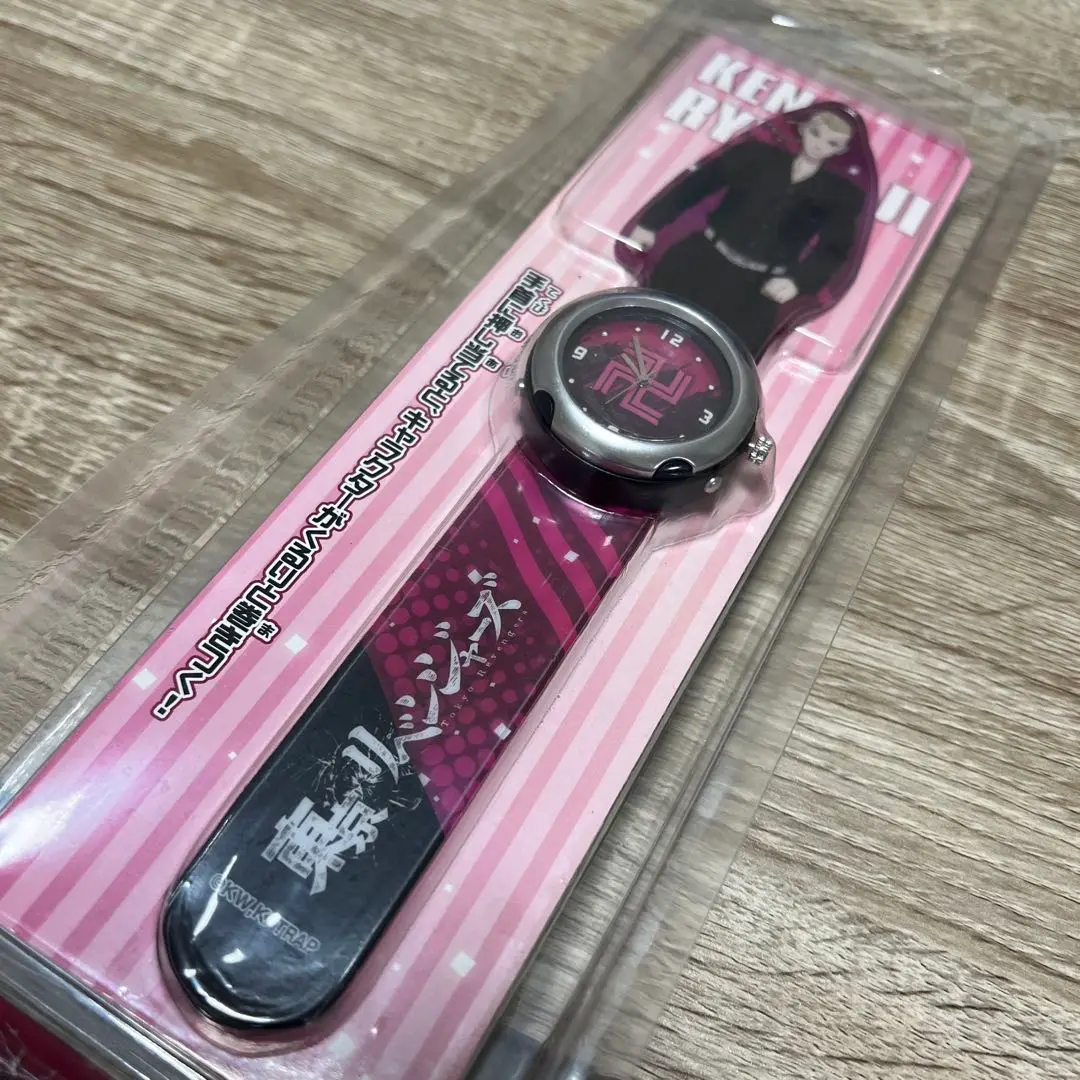 KEN
RY JI
手首に押し当てると、キャラクターがくるりと巻きつく!
12
3
9
卍
東京リベンジャーズ
Tokyo Revengers
©KW,K/TRAP